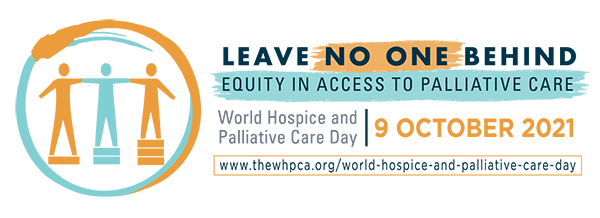 LEAVE NO ONE BEHIND
EQUITY IN ACCESS TO PALLIATIVE CARE
World Hospice and
Palliative Care Day
9 OCTOBER 2021
www.thewhpca.org/world-hospice-and-palliative-care-day